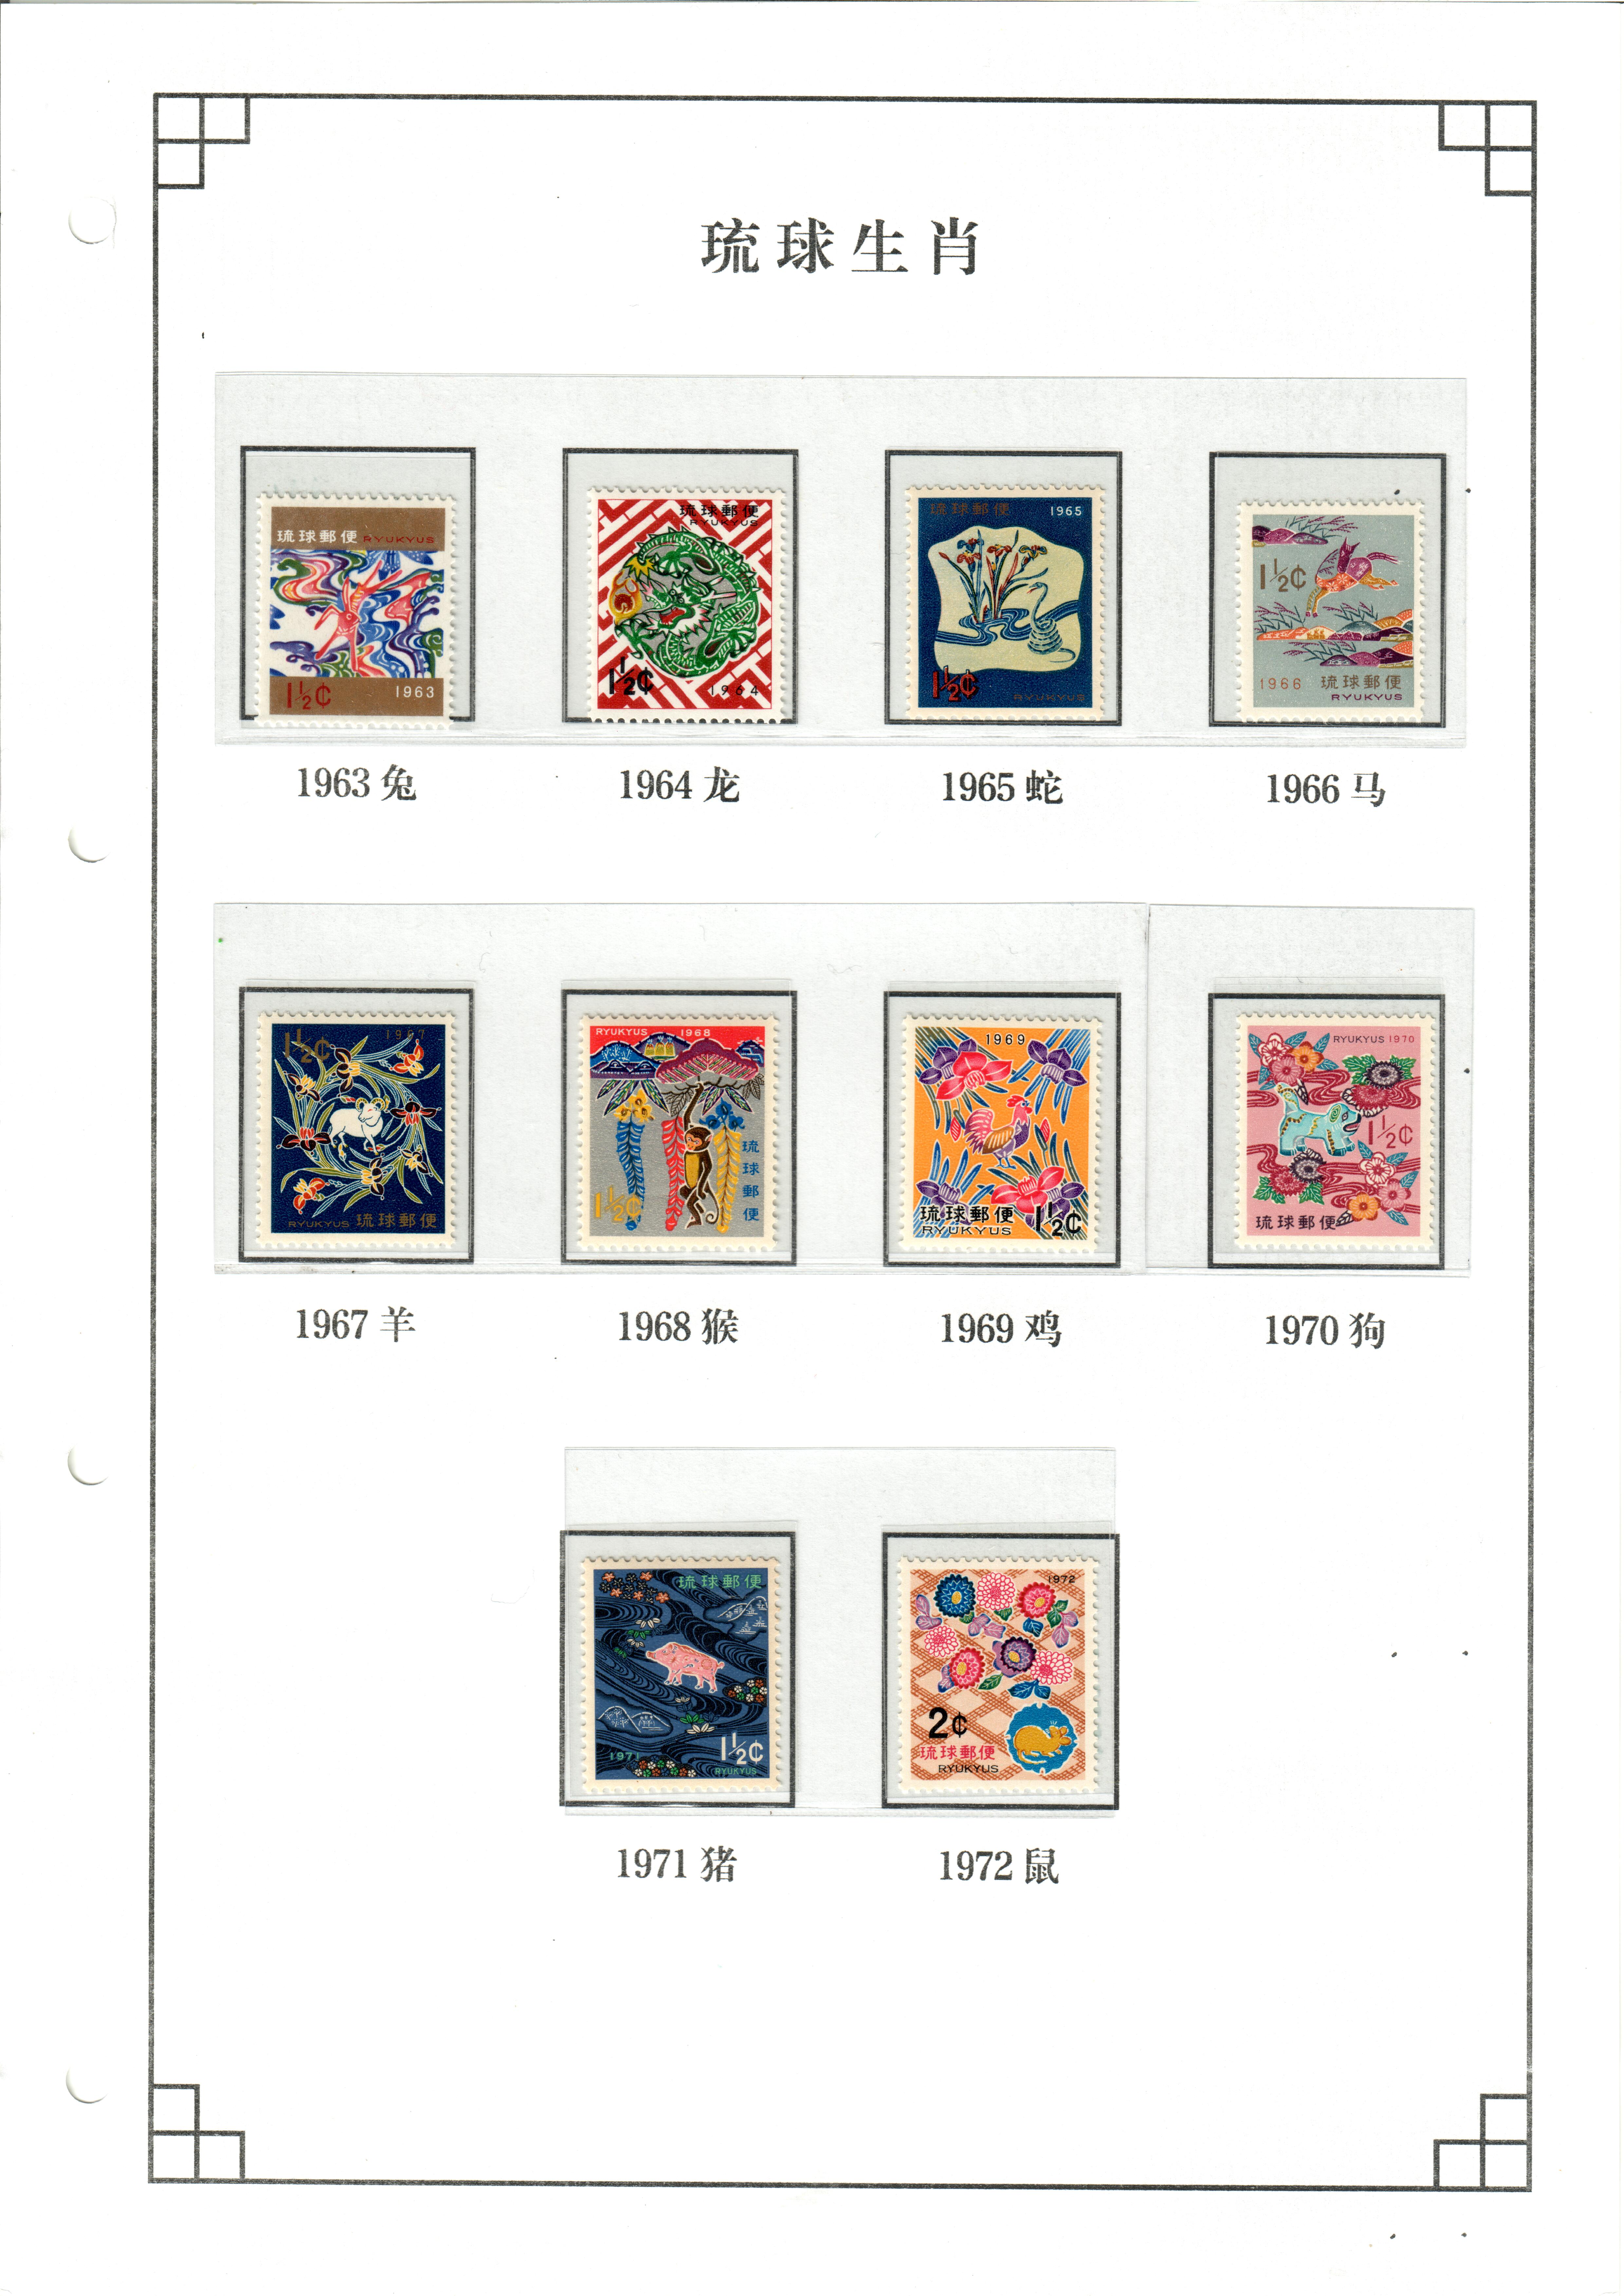 琉球生肖
琉球郵便 RYUKYUS
1½¢ 1963
1963 兔
琉球郵便
RYUKYUS
1½¢ 1964
1964 龙
琉球郵便 1965
1½¢ RYUKYUS
1965 蛇
1½¢
1966 琉球郵便
RYUKYUS
1966 马
1½¢ 1967
RYUKYUS 琉球郵便
1967 羊
RYUKYUS 1968
琉球郵便
1½¢
1968 猴
1969
琉球郵便 1½¢
RYUKYUS
1969 鸡
RYUKYUS 1970
1½¢
琉球郵便
1970 狗
琉球郵便
1971 1½¢
RYUKYUS
1971 猪
1972
2¢
琉球郵便
RYUKYUS
1972 鼠